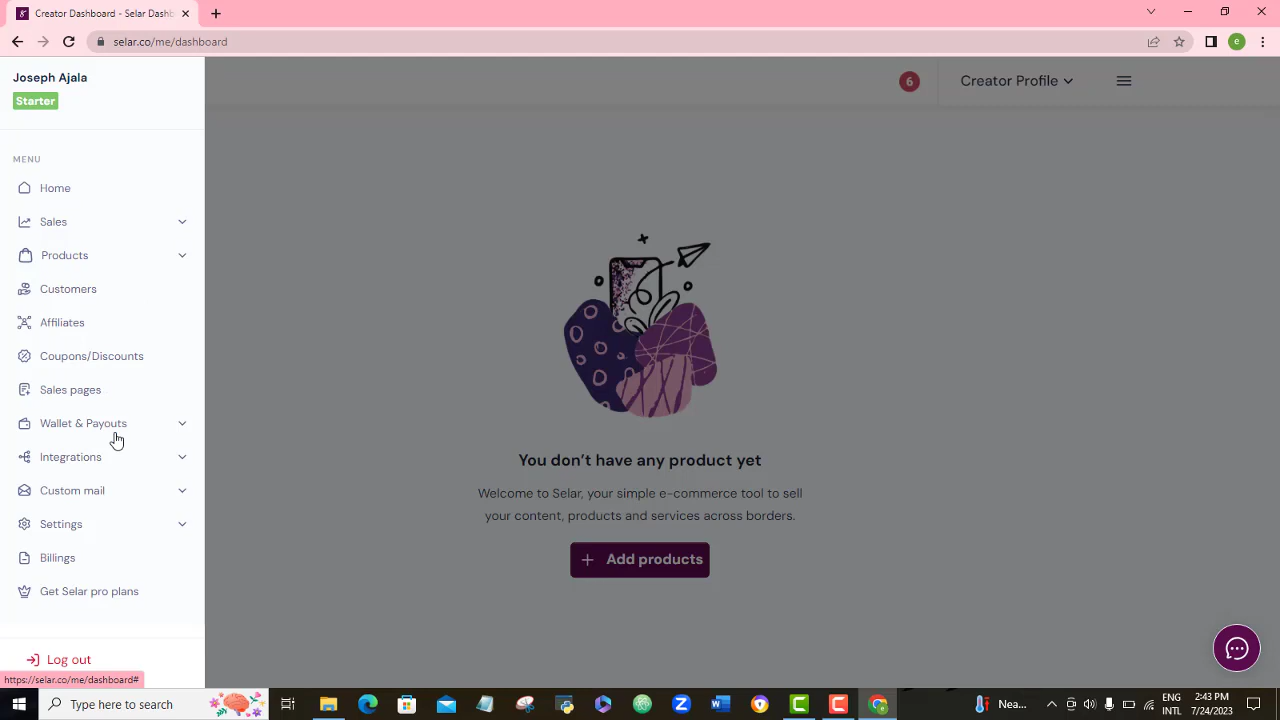 Creator Dashboard - Selar Dashb
selar.co/me/dashboard
e
Joseph Ajala
Starter
6
Creator Profile
MENU
Home
Sales
Products
Customers
Affiliates
Coupons/Discounts
Sales pages
Wallet & Payouts
Integrations
Custom mail
Settings
Billings
Get Selar pro plans
Log out
You don't have any product yet
Welcome to Selar, your simple e-commerce tool to sell
your content, products and services across borders.
+ Add products
https://selar.co/me/dashboard#
Type here to search
Nea...
ENG
INTL
2:43 PM
7/24/2023